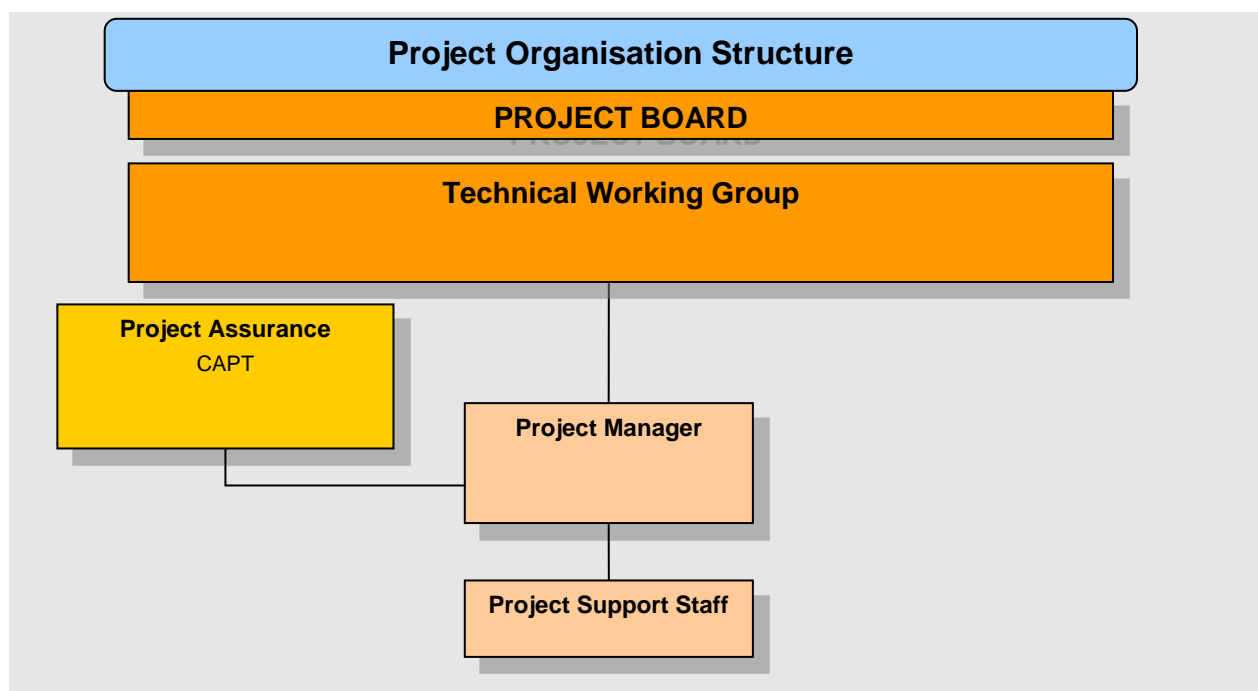 Project Organisation Structure
PROJECT BOARD
Technical Working Group
Project Assurance
CAPT
Project Manager
Project Support Staff